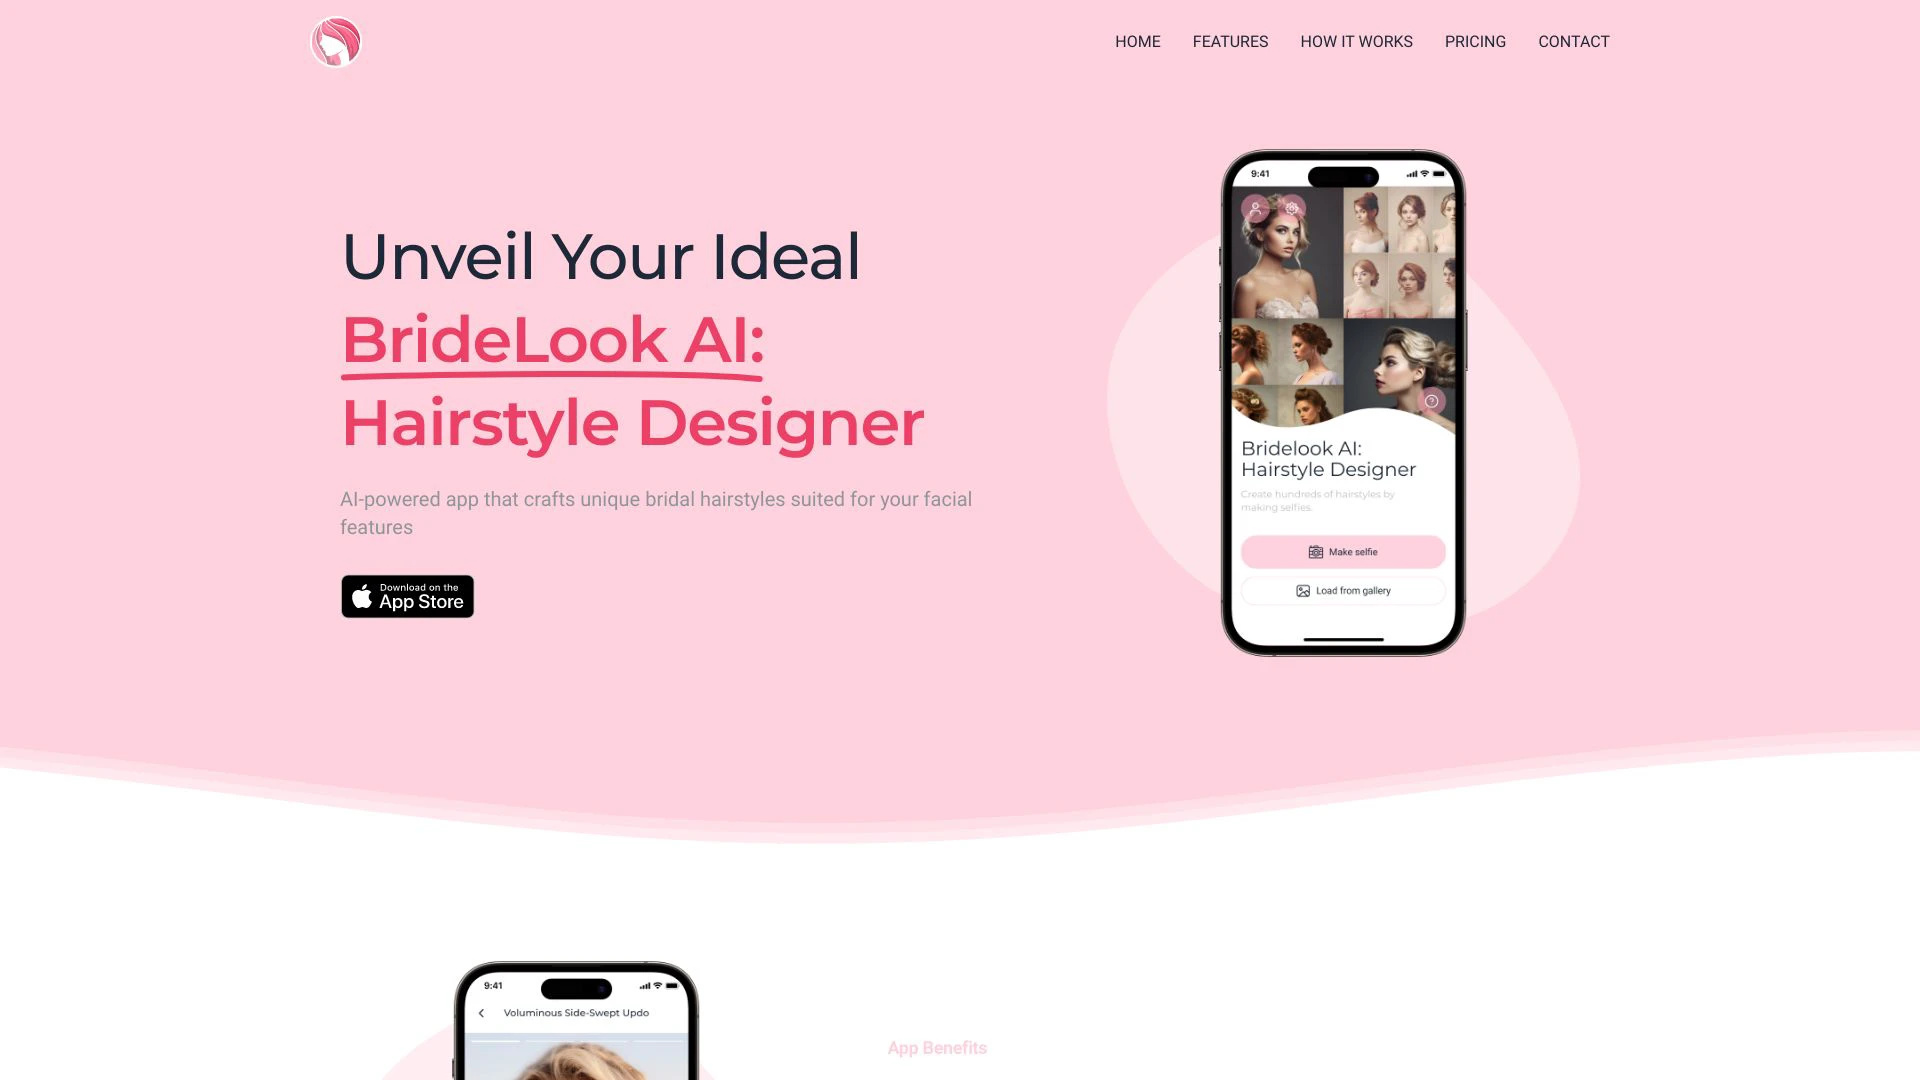 HOME
FEATURES
HOW IT WORKS
PRICING
CONTACT
Unveil Your Ideal
BrideLook AI:
Hairstyle Designer
AI-powered app that crafts unique bridal hairstyles suited for your facial
features
Download on the
App Store
9:41
Bridelook AI:
Hairstyle Designer
Create hundreds of hairstyles by
making selfies.
Make selfie
Load from gallery
9:41
Voluminous Side-Swept Updo
App Benefits